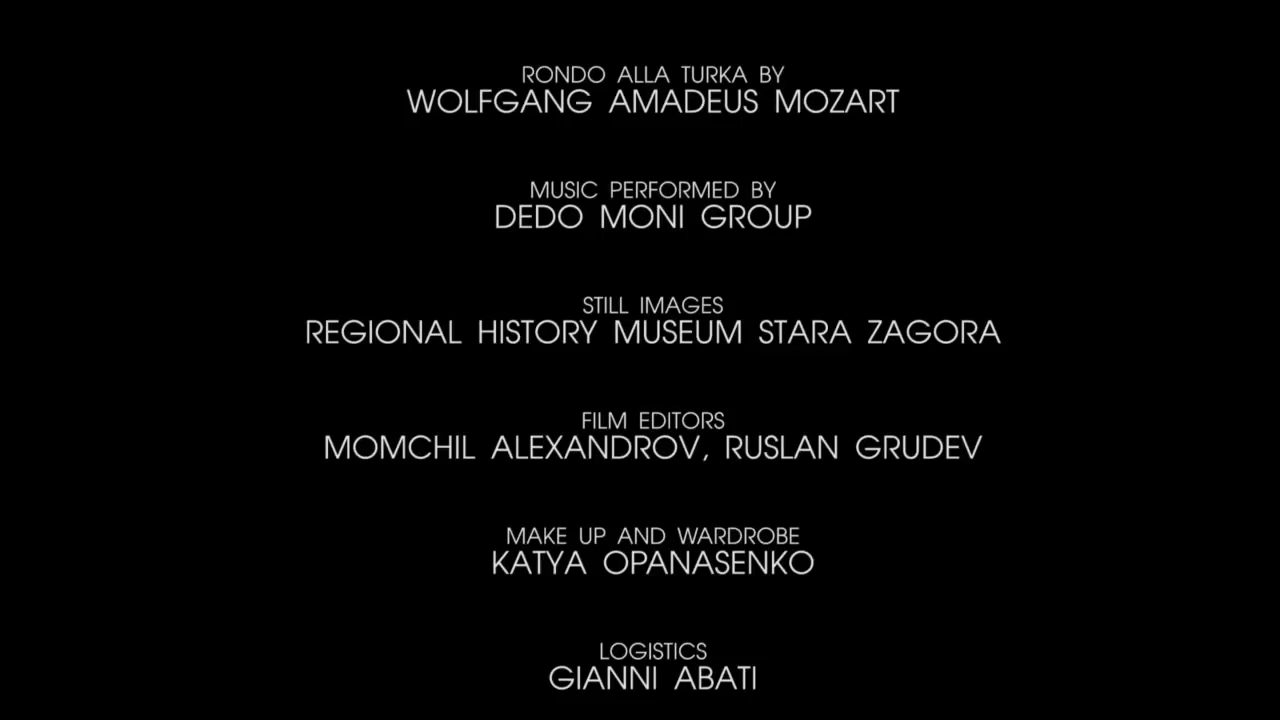 RONDO ALLA TURKA BY
WOLFGANG AMADEUS MOZART
MUSIC PERFORMED BY
DEDO MONI GROUP
STILL IMAGES
REGIONAL HISTORY MUSEUM STARA ZAGORA
FILM EDITORS
MOMCHIL ALEXANDROV, RUSLAN GRUDEV
MAKE UP AND WARDROBE
KATYA OPANASENKO
LOGISTICS
GIANNI ABATI